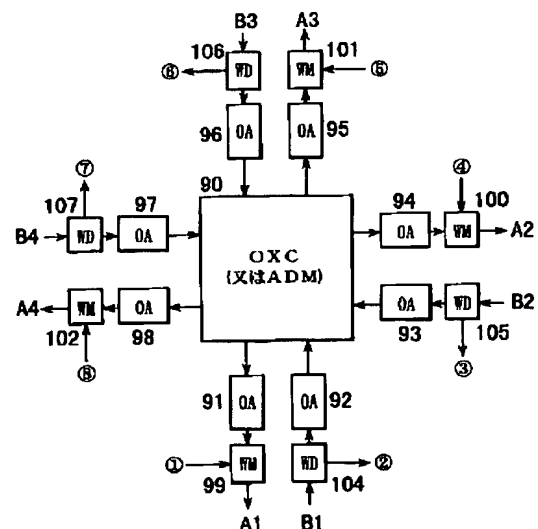 B3 A3
106 101
⑥ WD WM ⑤
96 OA OA 95
⑦ 90 ④
107 97 94 100
B4 WD OA OXC OA WM A2
(又はADM)
A4 WM OA OA WD B2
102 98 93 105
⑧ ③
91 OA OA 92
① WM WD ②
99 104
A1 B1